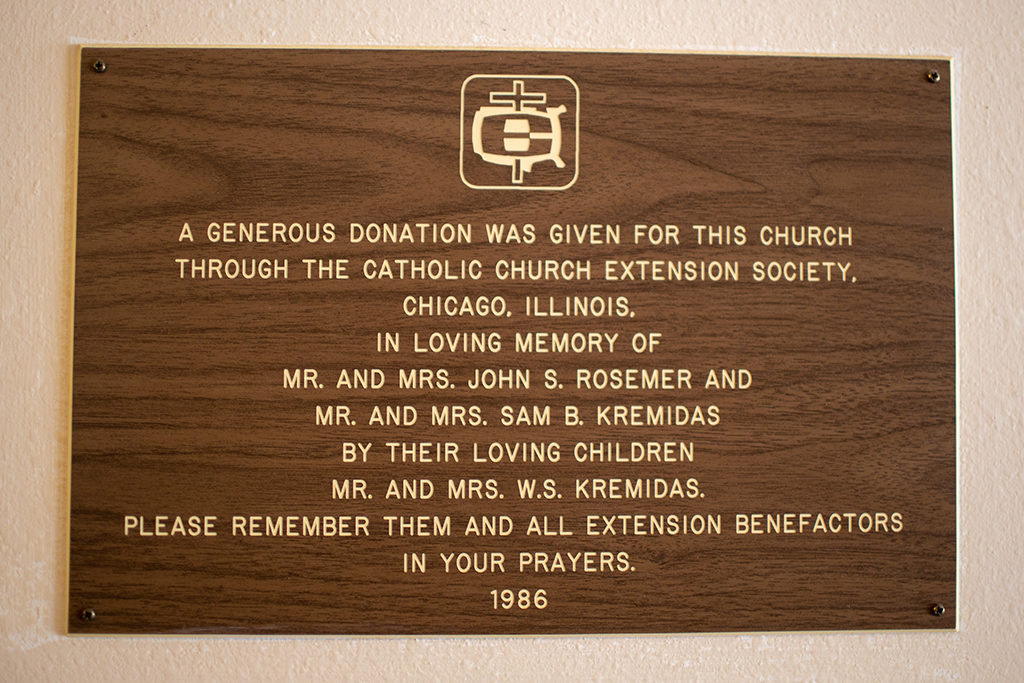 A GENEROUS DONATION WAS GIVEN FOR THIS CHURCH
THROUGH THE CATHOLIC CHURCH EXTENSION SOCIETY,
CHICAGO, ILLINOIS,
IN LOVING MEMORY OF
MR. AND MRS. JOHN S. ROSEMER AND
MR. AND MRS. SAM B. KREMIDAS
BY THEIR LOVING CHILDREN
MR. AND MRS. W.S. KREMIDAS.
PLEASE REMEMBER THEM AND ALL EXTENSION BENEFACTORS
IN YOUR PRAYERS.
1986